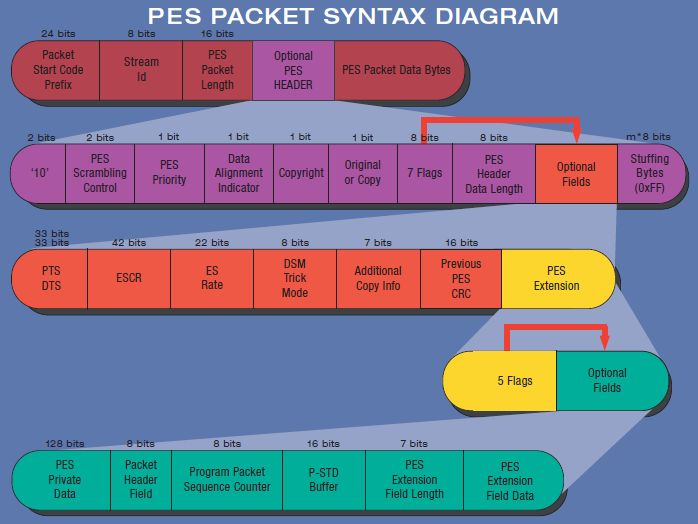 PES PACKET SYNTAX DIAGRAM
24 bits 8 bits 16 bits
Packet
Start Code
Prefix
Stream
Id
PES
Packet
Length
Optional
PES
HEADER
PES Packet Data Bytes
2 bits 2 bits 1 bit 1 bit 1 bit 1 bit 8 bits 8 bits m*8 bits
‘10’
PES
Scrambling
Control
PES
Priority
Data
Alignment
Indicator
Copyright
Original
or Copy
7 Flags
PES
Header
Data Length
Optional
Fields
Stuffing
Bytes
(0xFF)
33 bits
33 bits 42 bits 22 bits 8 bits 7 bits 16 bits
PTS
DTS
ESCR
ES
Rate
DSM
Trick
Mode
Additional
Copy Info
Previous
PES
CRC
PES
Extension
5 Flags
Optional
Fields
128 bits 8 bits 8 bits 16 bits 7 bits
PES
Private
Data
Packet
Header
Field
Program Packet
Sequence Counter
P-STD
Buffer
PES
Extension
Field Length
PES
Extension
Field Data